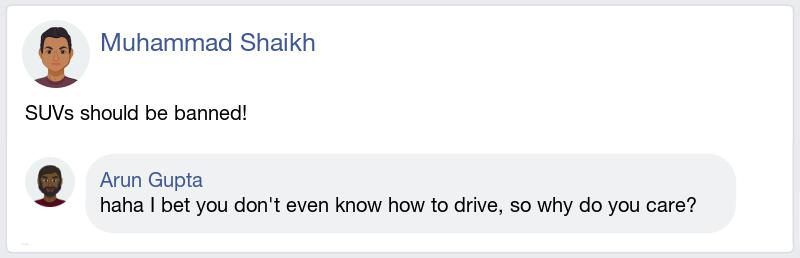 Muhammad Shaikh
SUVs should be banned!
Arun Gupta
haha I bet you don't even know how to drive, so why do you care?